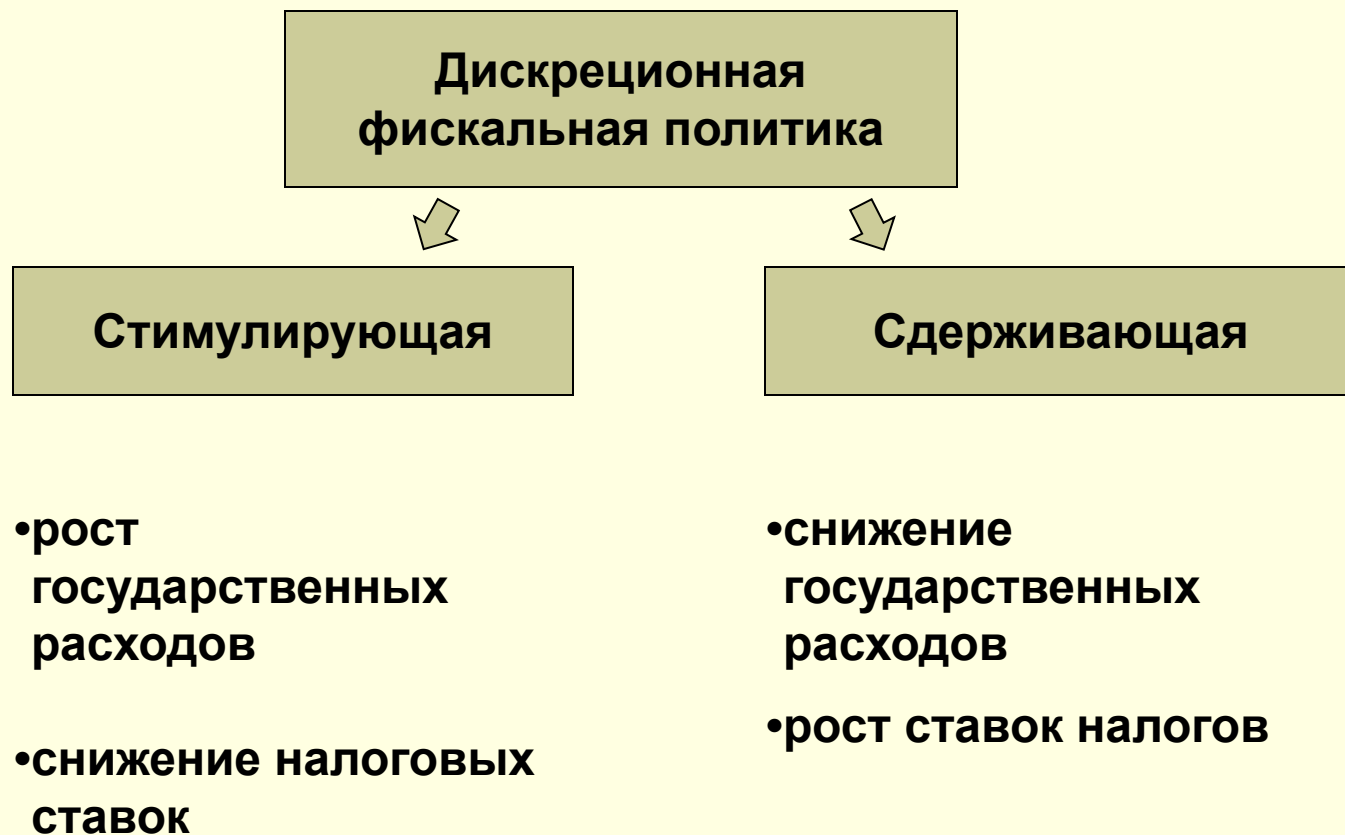 Дискреционная
фискальная политика
Стимулирующая
Сдерживающая
•рост
государственных
расходов
•снижение налоговых
ставок
•снижение
государственных
расходов
•рост ставок налогов